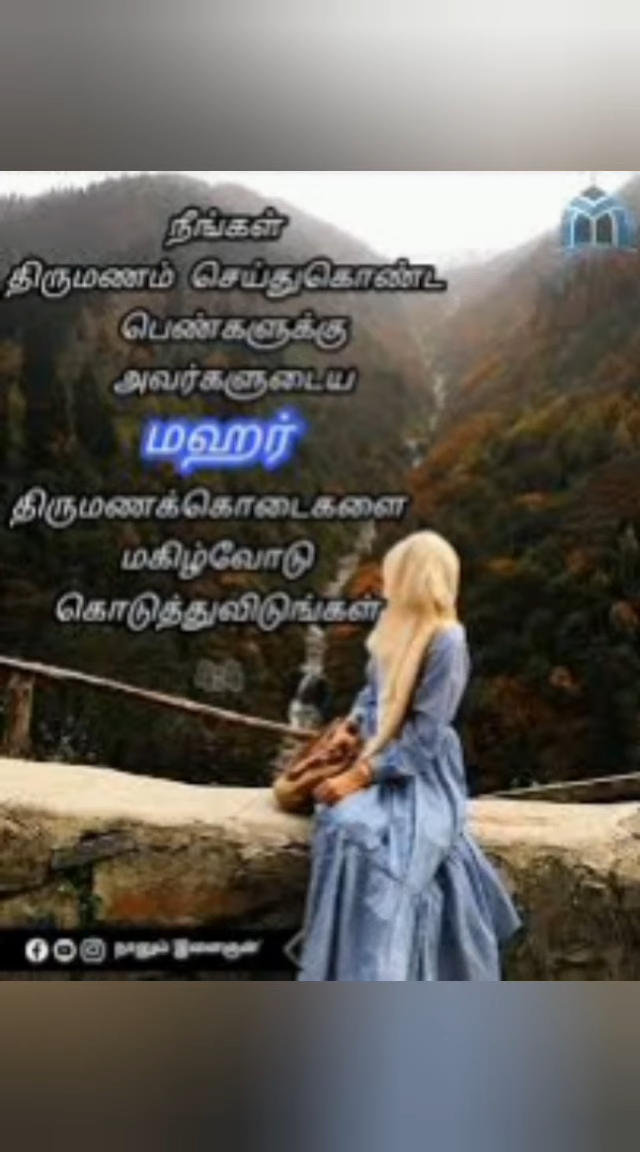 நீங்கள்
திருமணம் செய்துகொண்ட
பெண்களுக்கு
அவர்களுடைய
மஹர்
திருமணக்கொடைகளை
மகிழ்வோடு
கொடுத்துவிடுங்கள்